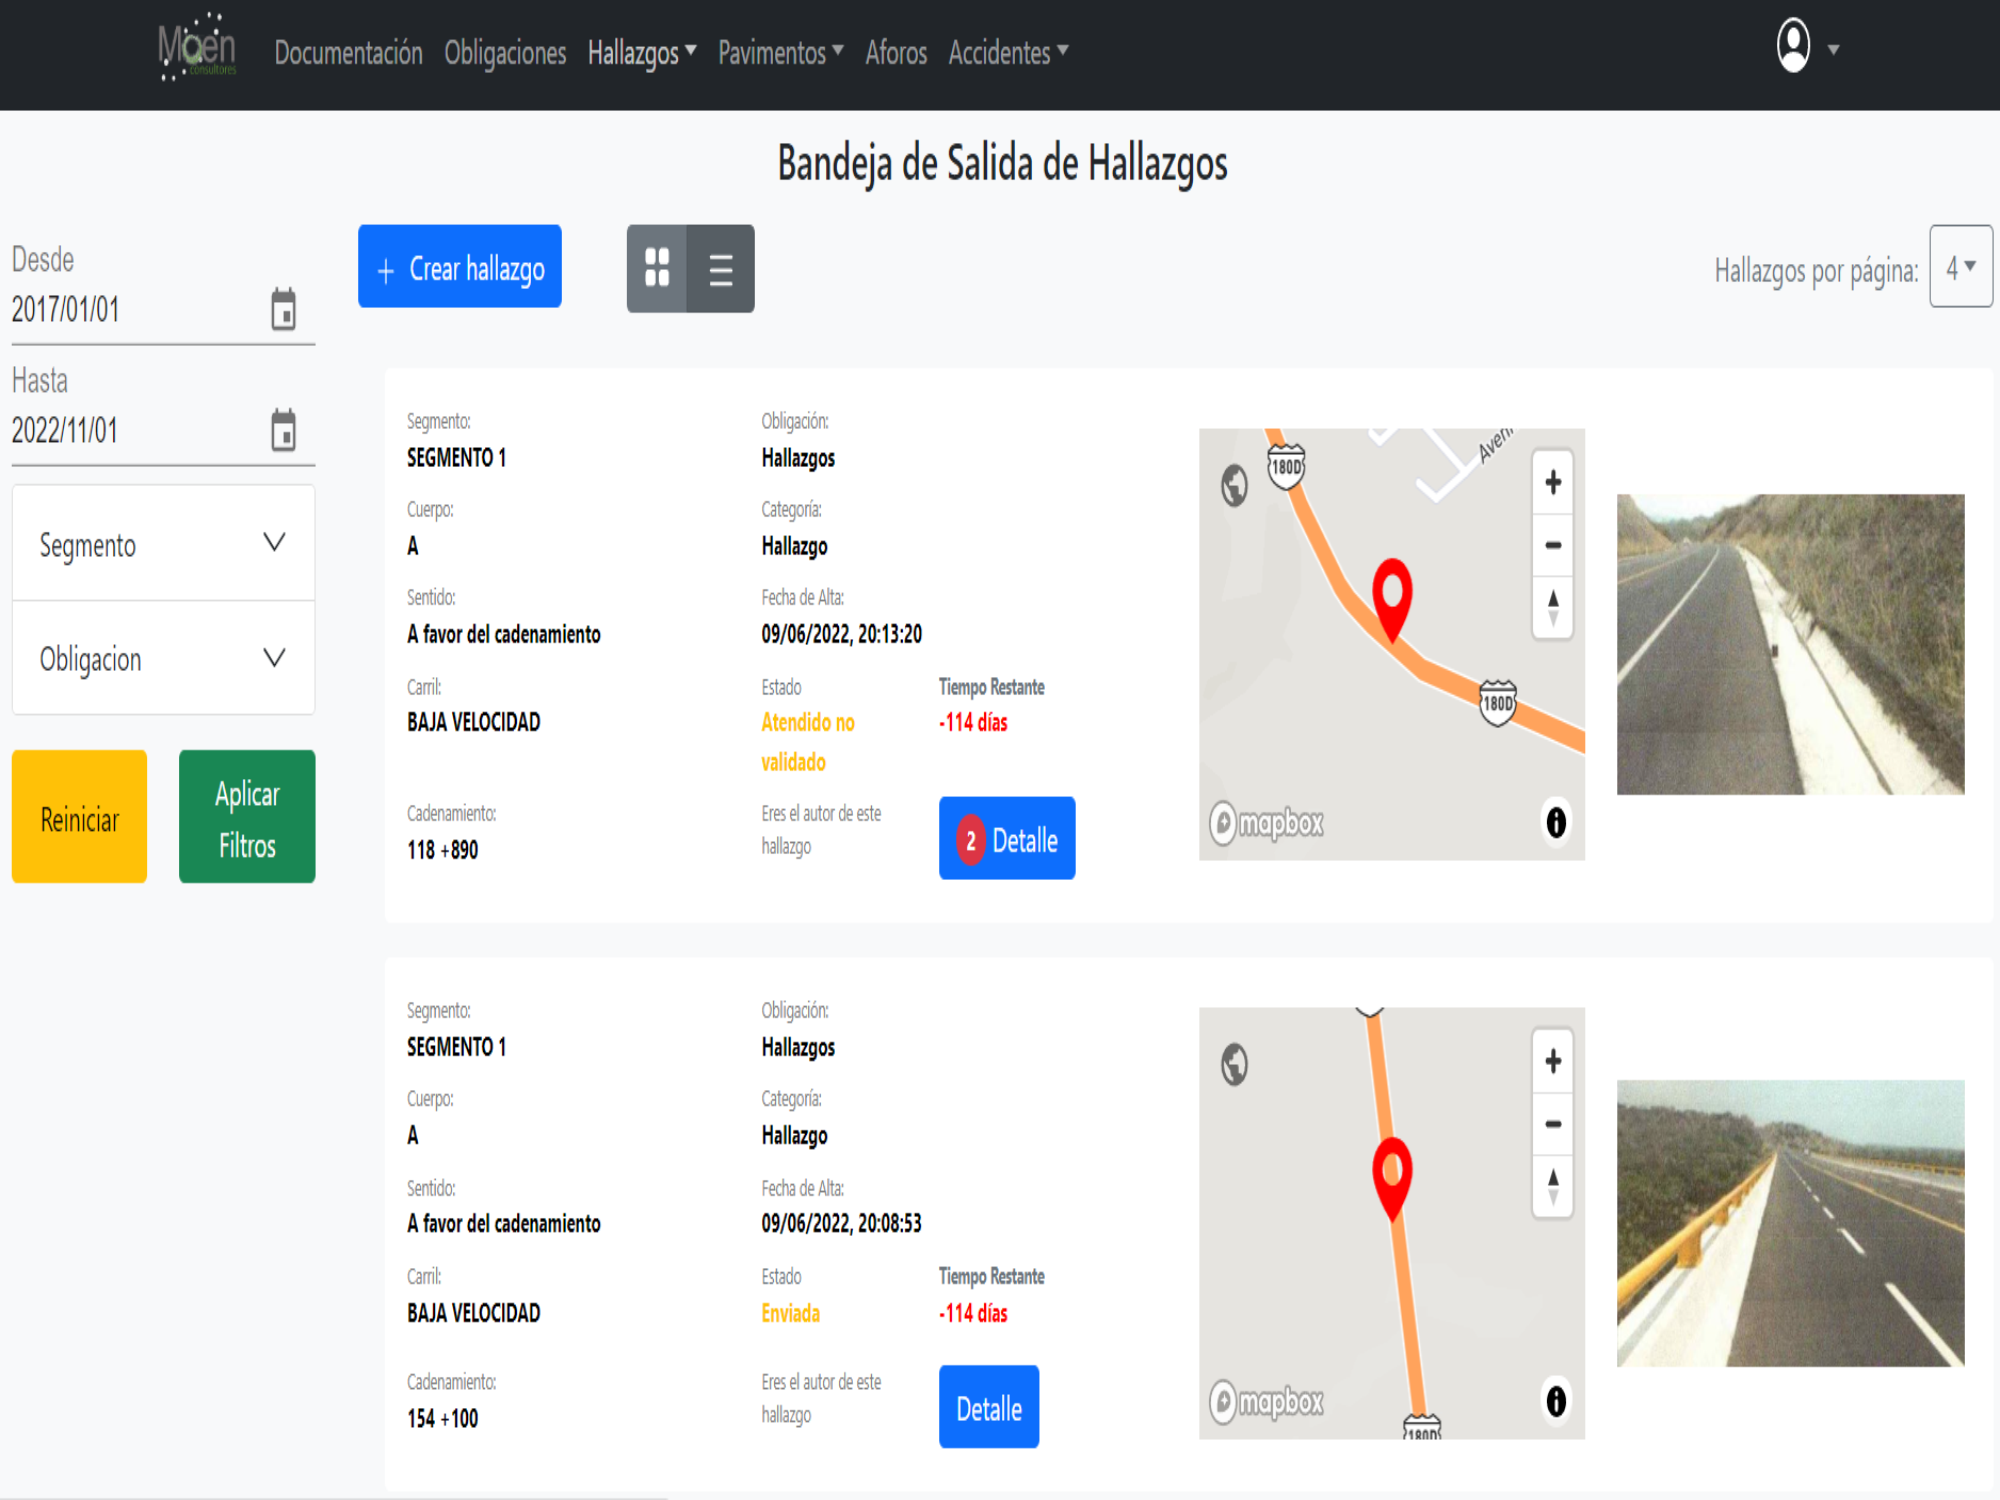 Moen
consultores
Documentación Obligaciones Hallazgos Pavimentos Aforos Accidentes
Bandeja de Salida de Hallazgos
Desde
2017/01/01
Hasta
2022/11/01
Segmento
Obligacion
Reiniciar
Aplicar
Filtros
+ Crear hallazgo
Hallazgos por página: 4
Segmento:
SEGMENTO 1
Cuerpo:
A
Sentido:
A favor del cadenamiento
Carril:
BAJA VELOCIDAD
Cadenamiento:
118 +890
Obligación:
Hallazgos
Categoría:
Hallazgo
Fecha de Alta:
09/06/2022, 20:13:20
Estado
Atendido no
validado
Tiempo Restante
-114 días
Eres el autor de este
hallazgo
2 Detalle
180D
Aveni
180D
mapbox
Segmento:
SEGMENTO 1
Cuerpo:
A
Sentido:
A favor del cadenamiento
Carril:
BAJA VELOCIDAD
Cadenamiento:
154 +100
Obligación:
Hallazgos
Categoría:
Hallazgo
Fecha de Alta:
09/06/2022, 20:08:53
Estado
Enviada
Tiempo Restante
-114 días
Eres el autor de este
hallazgo
Detalle
180D
mapbox